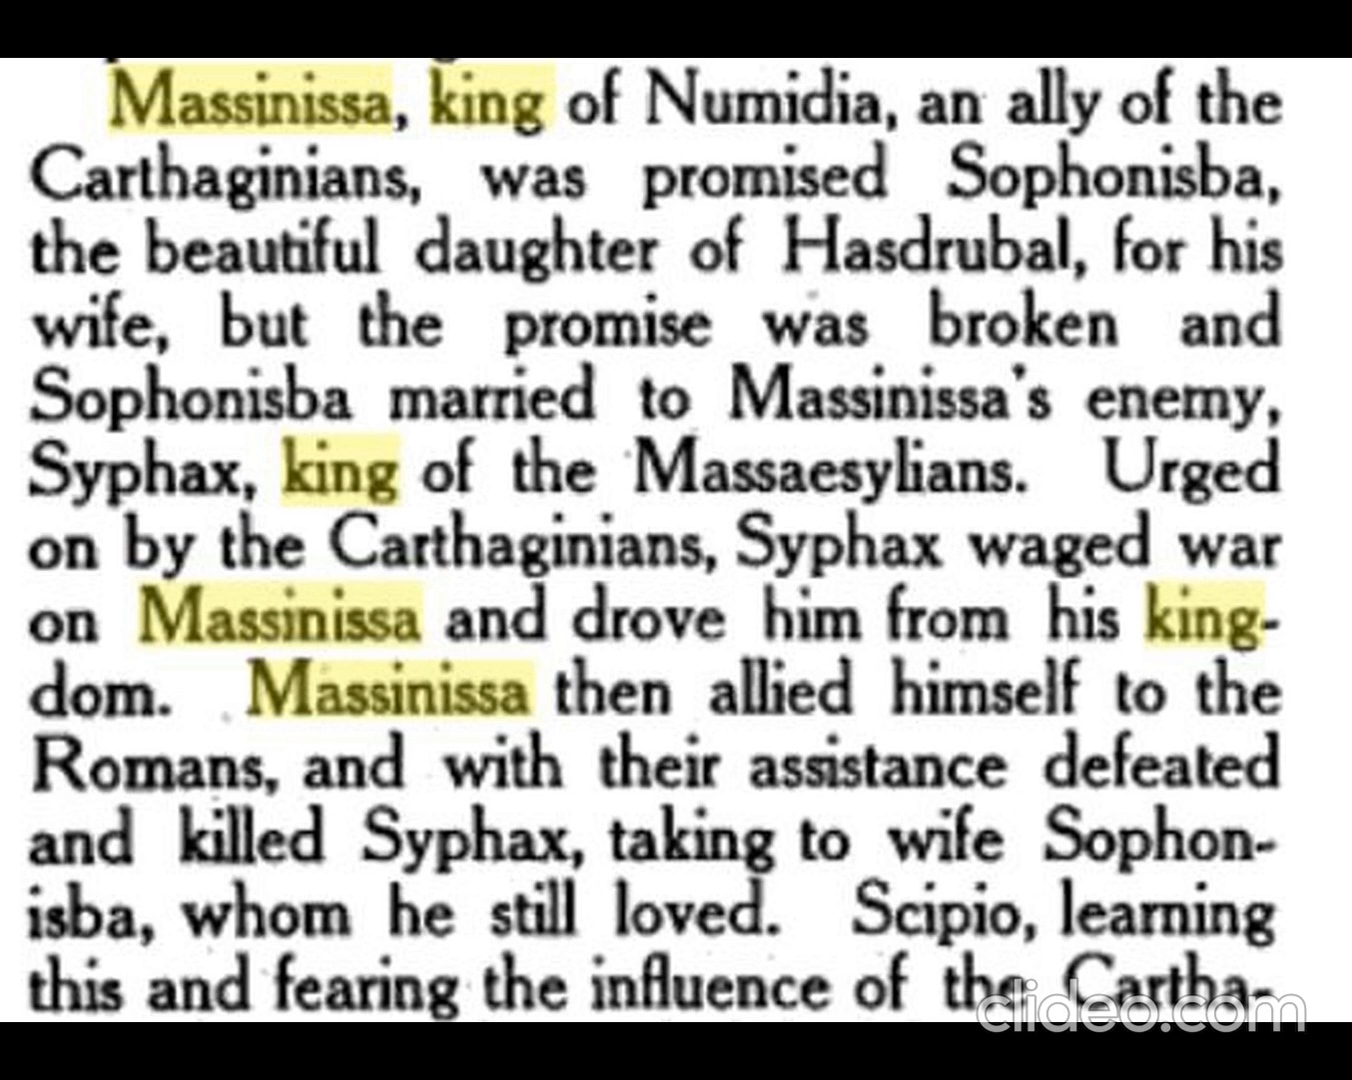 Massinissa, king of Numidia, an ally of the
Carthaginians, was promised Sophonisba,
the beautiful daughter of Hasdrubal, for his
wife, but the promise was broken and
Sophonisba married to Massinissa's enemy,
Syphax, king of the Massaesylians. Urged
on by the Carthaginians, Syphax waged war
on Massinissa and drove him from his king-
dom. Massinissa then allied himself to the
Romans, and with their assistance defeated
and killed Syphax, taking to wife Sophon-
isba, whom he still loved. Scipio, learning
this and fearing the influence of the Cartha-
clideo.com